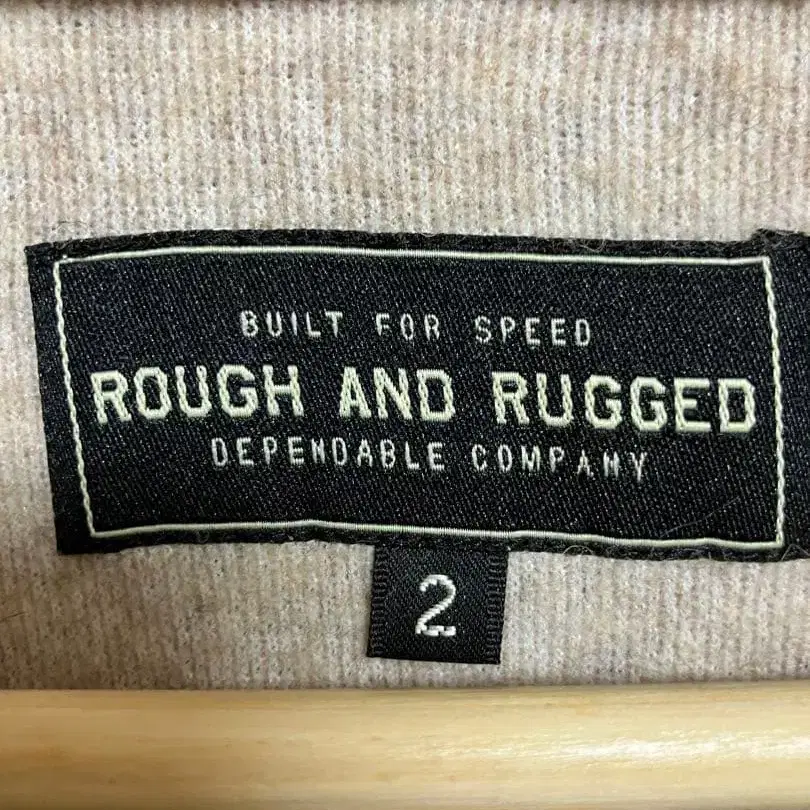 BUILT FOR SPEED
ROUGH AND RUGGED
DEPENDABLE COMPANY
2